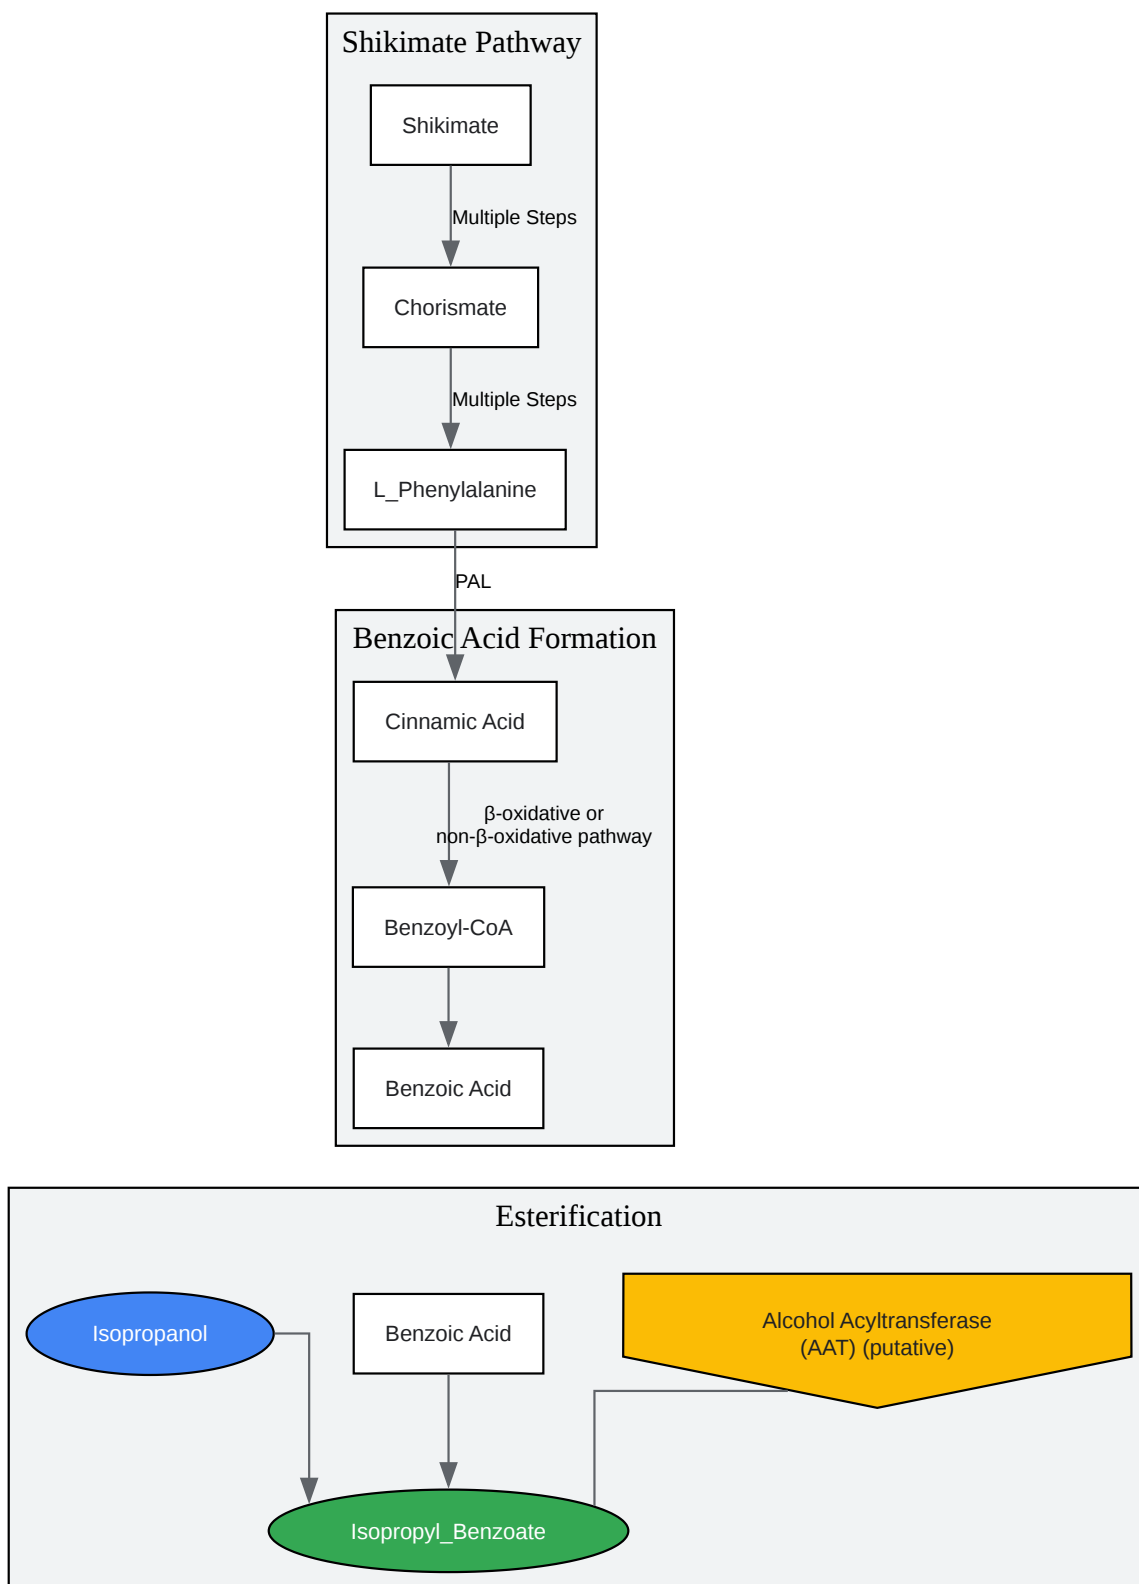 Shikimate Pathway
Shikimate
Multiple Steps
Chorismate
Multiple Steps
L_Phenylalanine
PAL
Benzoic Acid Formation
Cinnamic Acid
β-oxidative or
non-β-oxidative pathway
Benzoyl-CoA
Benzoic Acid
Esterification
Isopropanol
Benzoic Acid
Alcohol Acyltransferase
(AAT) (putative)
Isopropyl_Benzoate